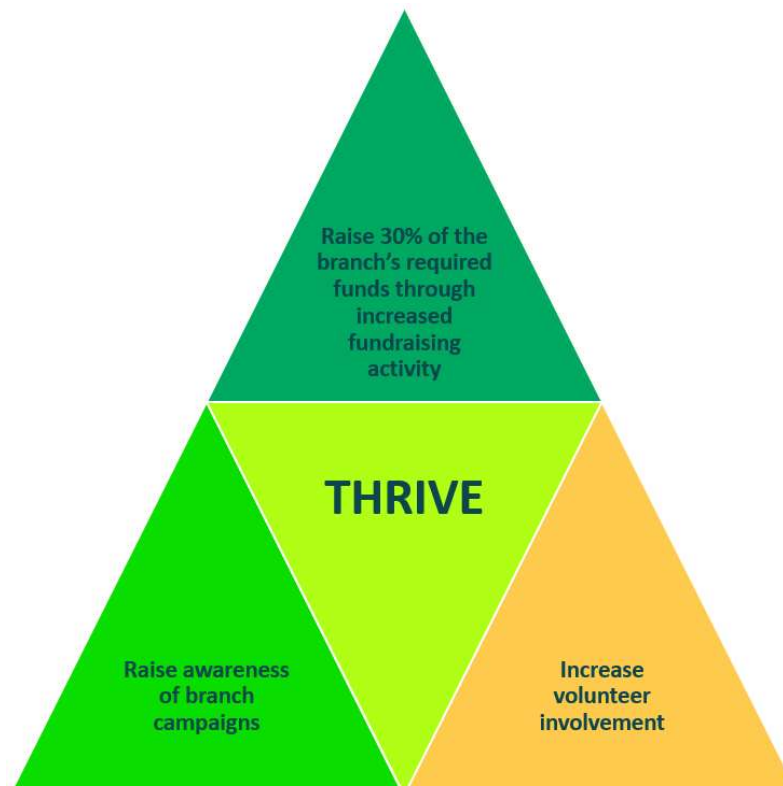 Raise 30% of the
branch’s required
funds through
increased
fundraising
activity
THRIVE
Raise awareness
of branch
campaigns
Increase
volunteer
involvement